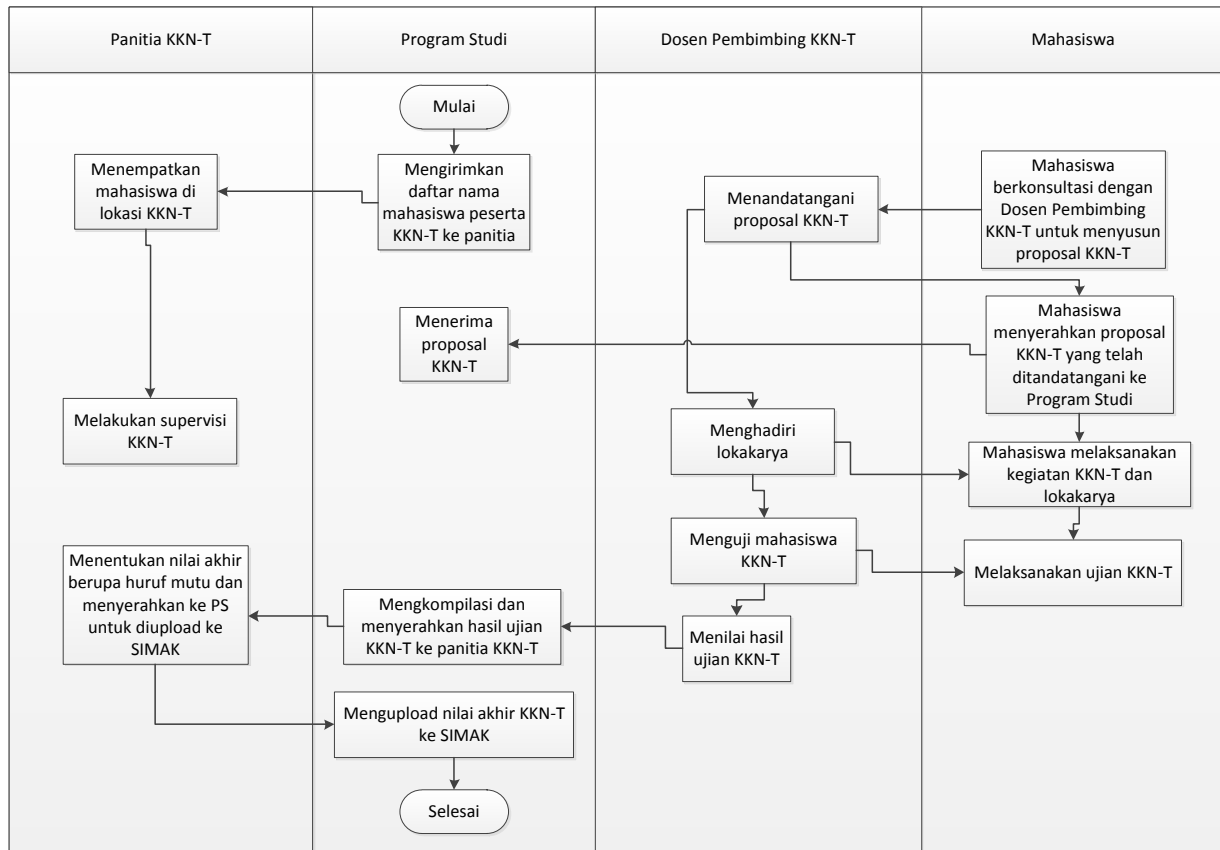 Panitia KKN-T
Program Studi
Dosen Pembimbing KKN-T
Mahasiswa
Mulai
Menempatkan
mahasiswa di
lokasi KKN-T
Mengirimkan
daftar nama
mahasiswa peserta
KKN-T ke panitia
Menandatangani
proposal KKN-T
Mahasiswa
berkonsultasi dengan
Dosen Pembimbing
KKN-T untuk menyusun
proposal KKN-T
Menerima
proposal
KKN-T
Mahasiswa
menyerahkan proposal
KKN-T yang telah
ditandatangani ke
Program Studi
Melakukan supervisi
KKN-T
Menghadiri
lokakarya
Mahasiswa melaksanakan
kegiatan KKN-T dan
lokakarya
Menguji mahasiswa
KKN-T
Melaksanakan ujian KKN-T
Menentukan nilai akhir
berupa huruf mutu dan
menyerahkan ke PS
untuk diupload ke
SIMAK
Mengkompilasi dan
menyerahkan hasil ujian
KKN-T ke panitia KKN-T
Menilai hasil
ujian KKN-T
Mengupload nilai akhir KKN-T
ke SIMAK
Selesai